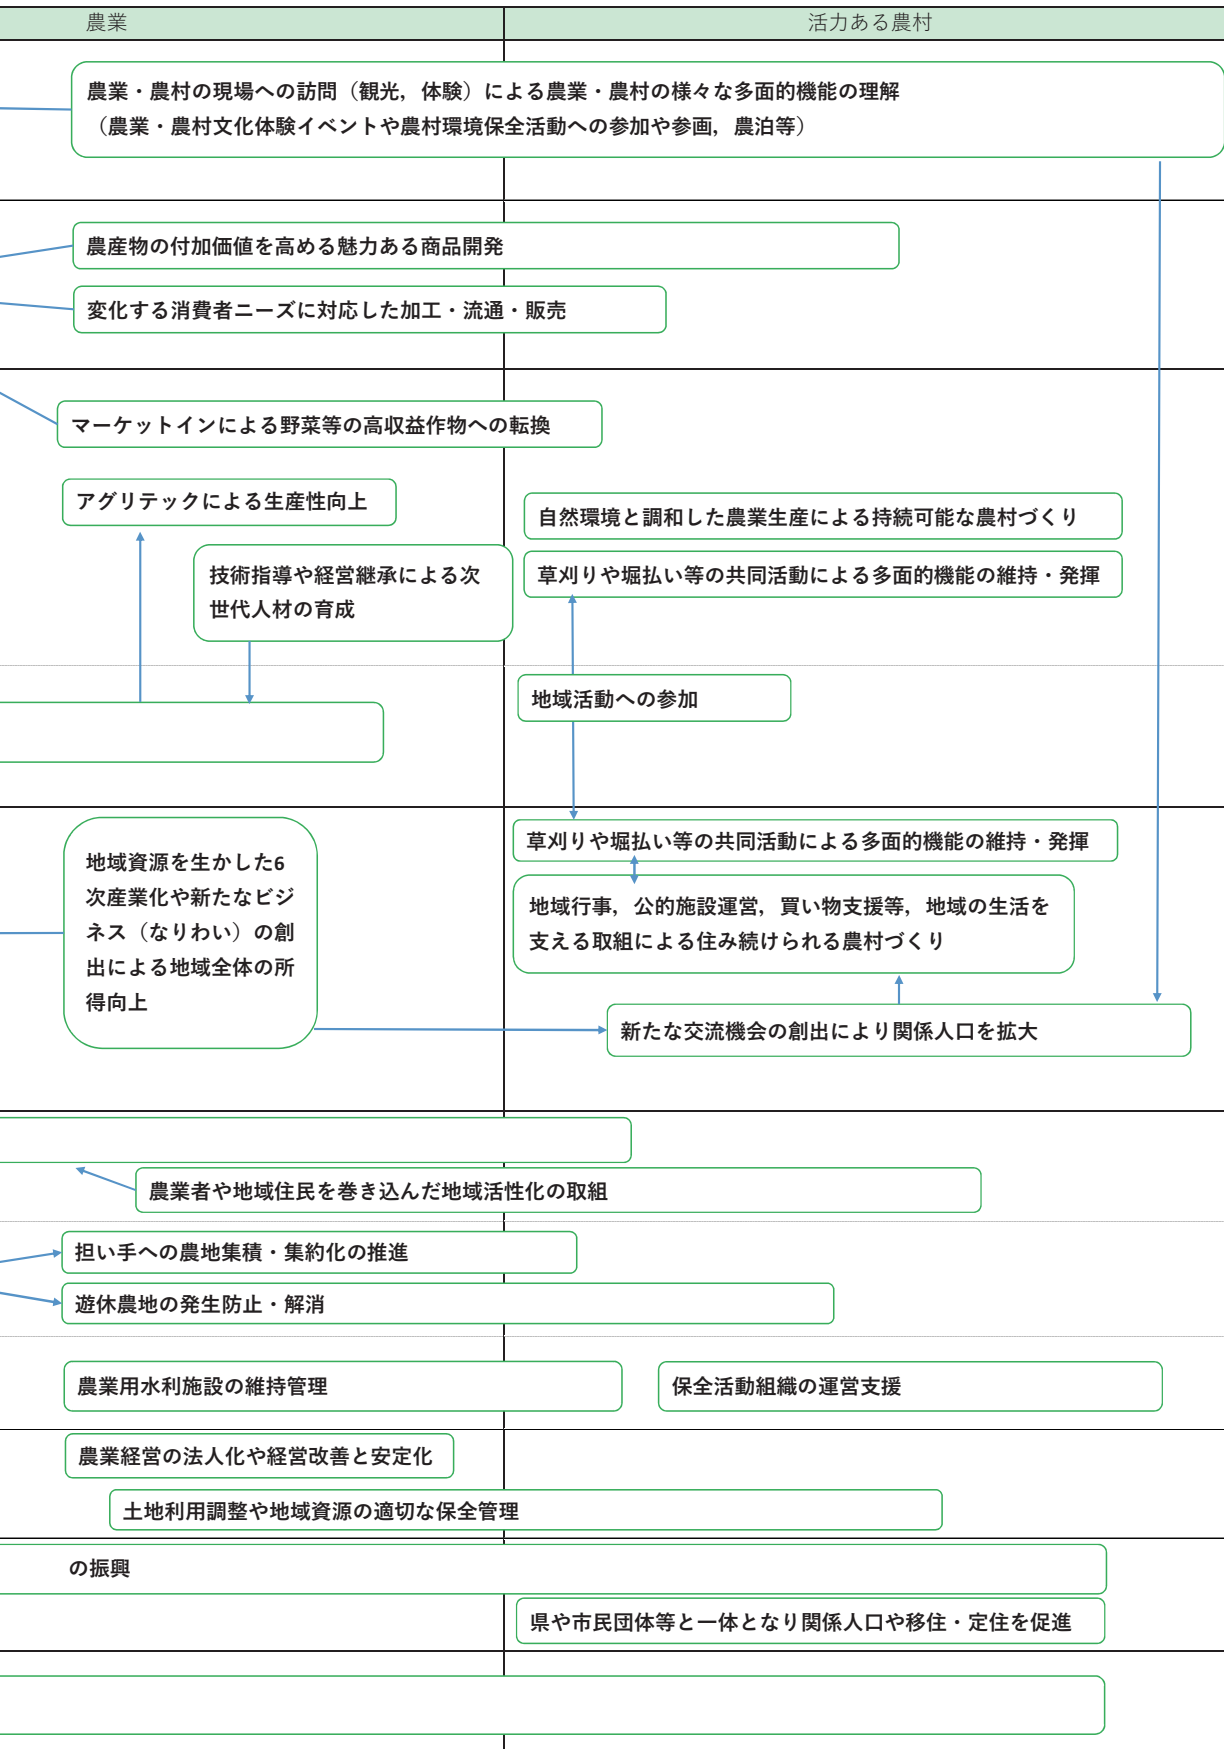 農業
活力ある農村
農業・農村の現場への訪問（観光，体験）による農業・農村の様々な多面的機能の理解
（農業・農村文化体験イベントや農村環境保全活動への参加や参画，農泊等）
農産物の付加価値を高める魅力ある商品開発
変化する消費者ニーズに対応した加工・流通・販売
マーケットインによる野菜等の高収益作物への転換
アグリテックによる生産性向上
自然環境と調和した農業生産による持続可能な農村づくり
技術指導や経営継承による次
世代人材の育成
草刈りや堀払い等の共同活動による多面的機能の維持・発揮
地域活動への参加
地域資源を生かした6
次産業化や新たなビジ
ネス（なりわい）の創
出による地域全体の所
得向上
草刈りや堀払い等の共同活動による多面的機能の維持・発揮
地域行事，公的施設運営，買い物支援等，地域の生活を
支える取組による住み続けられる農村づくり
新たな交流機会の創出により関係人口を拡大
農業者や地域住民を巻き込んだ地域活性化の取組
担い手への農地集積・集約化の推進
遊休農地の発生防止・解消
農業用水利施設の維持管理
保全活動組織の運営支援
農業経営の法人化や経営改善と安定化
土地利用調整や地域資源の適切な保全管理
の振興
県や市民団体等と一体となり関係人口や移住・定住を促進